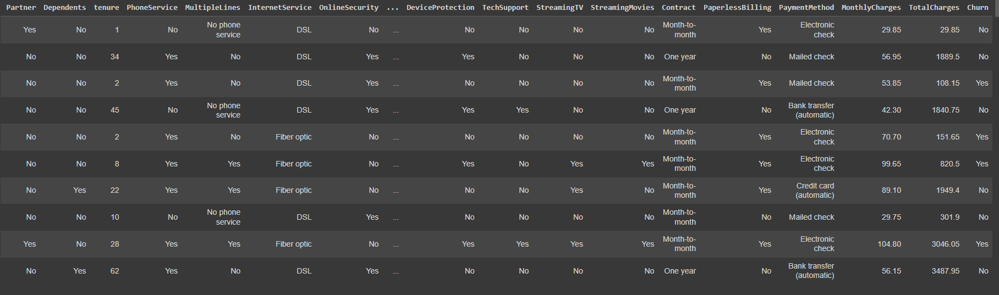 Partner Dependents tenure PhoneService MultipleLines InternetService OnlineSecurity ... DeviceProtection TechSupport StreamingTV StreamingMovies Contract PaperlessBilling PaymentMethod MonthlyCharges TotalCharges Churn
Yes No 1 No No phone service DSL No ... No No No No Month-to-month Yes Electronic check 29.85 29.85 No
No No 34 Yes No DSL Yes ... Yes No No No One year No Mailed check 56.95 1889.5 No
No No 2 Yes No DSL Yes ... No No No No Month-to-month Yes Mailed check 53.85 108.15 Yes
No No 45 No No phone service DSL Yes ... Yes Yes No No One year No Bank transfer (automatic) 42.30 1840.75 No
No No 2 Yes No Fiber optic No ... No No No No Month-to-month Yes Electronic check 70.70 151.65 Yes
No No 8 Yes Yes Fiber optic No ... Yes No Yes Yes Month-to-month Yes Electronic check 99.65 820.5 Yes
No Yes 22 Yes Yes Fiber optic No ... No No Yes No Month-to-month Yes Credit card (automatic) 89.10 1949.4 No
No No 10 No No phone service DSL Yes ... No No No No Month-to-month No Mailed check 29.75 301.9 No
Yes No 28 Yes Yes Fiber optic No ... Yes Yes Yes Yes Month-to-month Yes Electronic check 104.80 3046.05 Yes
No Yes 62 Yes No DSL Yes ... No No No No One year No Bank transfer (automatic) 56.15 3487.95 No